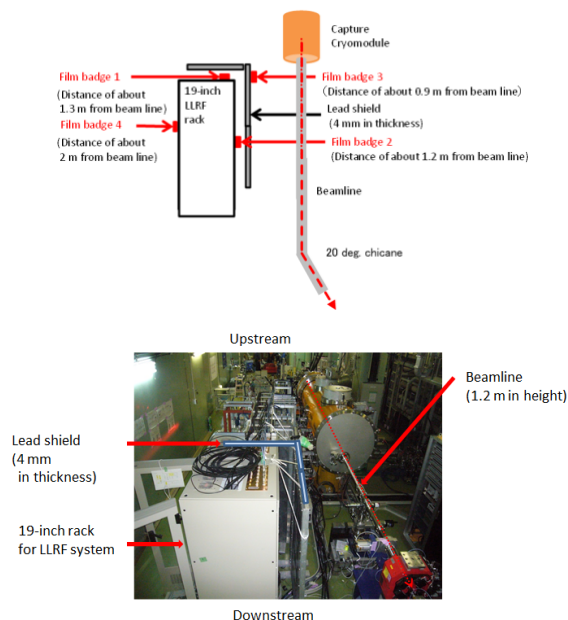 Capture
Cryomodule
Film badge 1
(Distance of about
1.3 m from beam line)
Film badge 4
(Distance of about
2 m from beam line)
19-inch
LLRF
rack
Film badge 3
(Distance of about 0.9 m from beam line)
Lead shield
(4 mm in thickness)
Film badge 2
(Distance of about 1.2 m from beam line)
Beamline
20 deg. chicane
Upstream
Beamline
(1.2 m in height)
Lead shield
(4 mm
in thickness)
19-inch rack
for LLRF system
Downstream